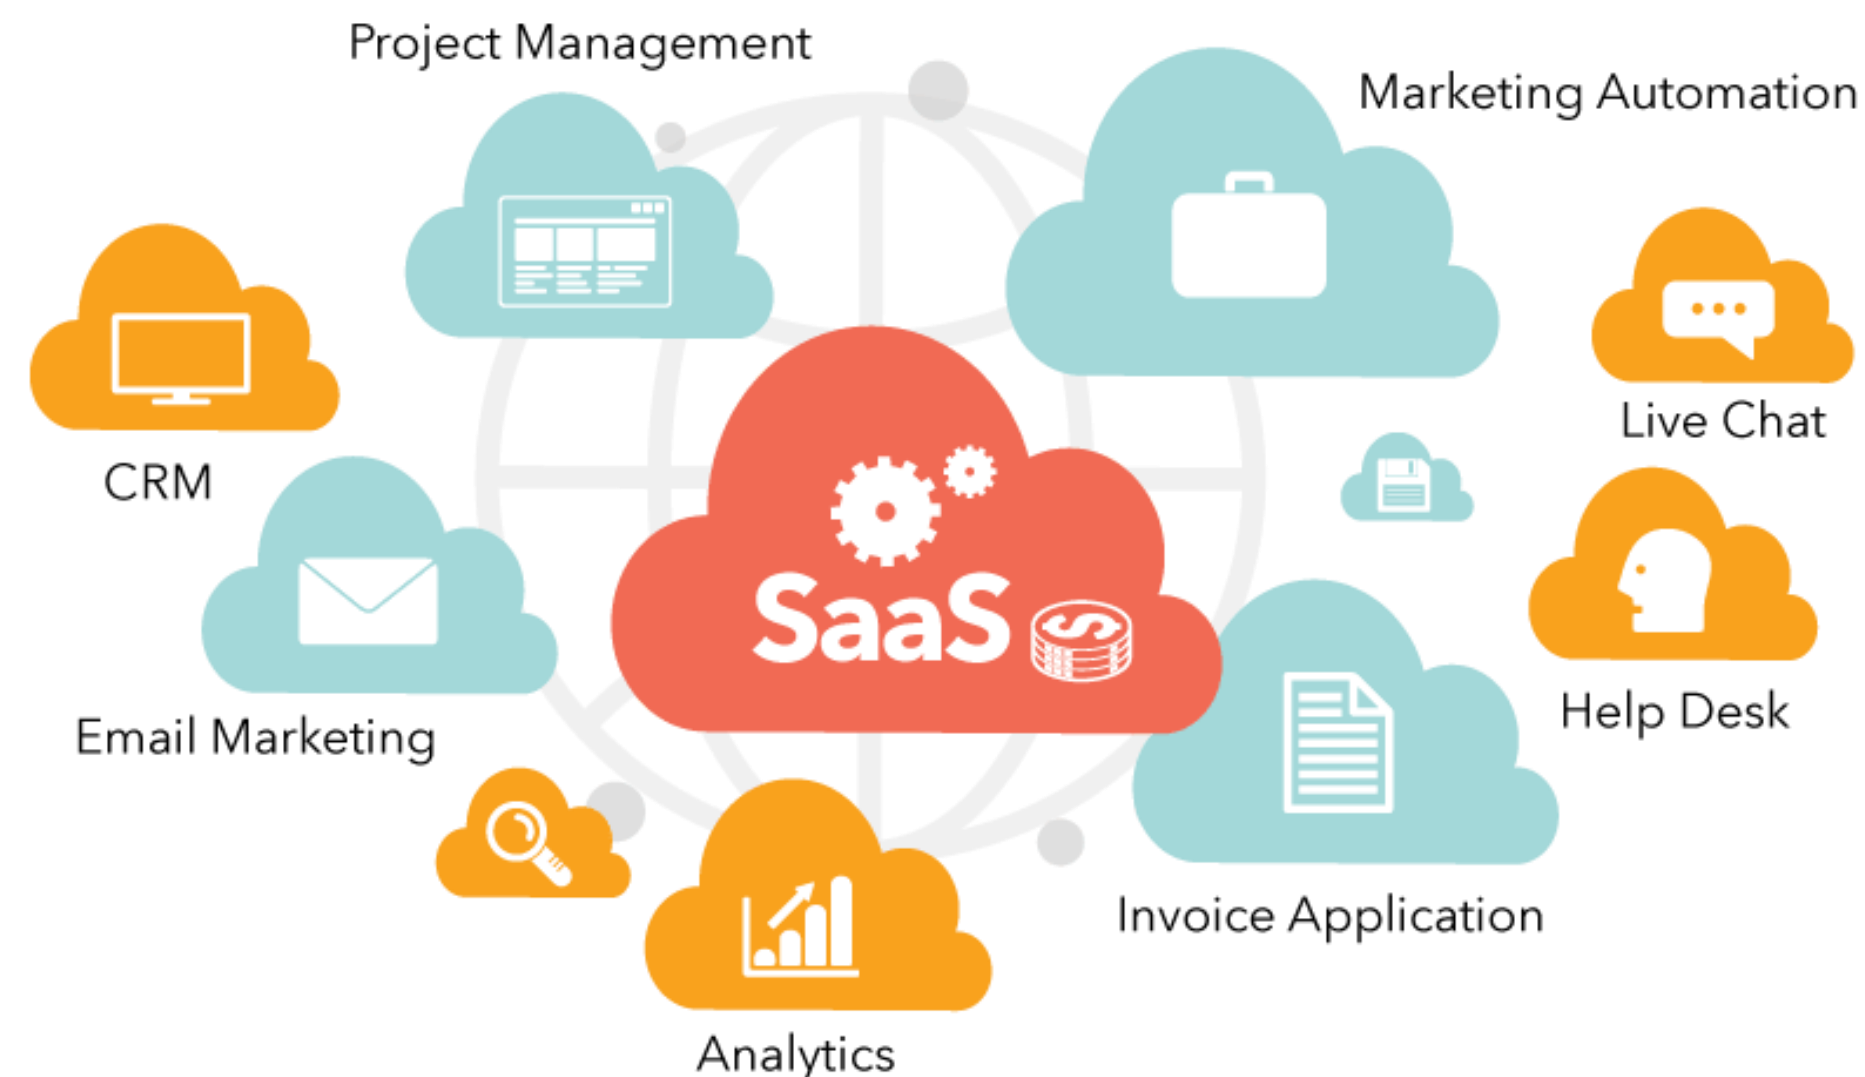 Project Management
Marketing Automation
CRM
Live Chat
SaaS
Email Marketing
Help Desk
Invoice Application
Analytics